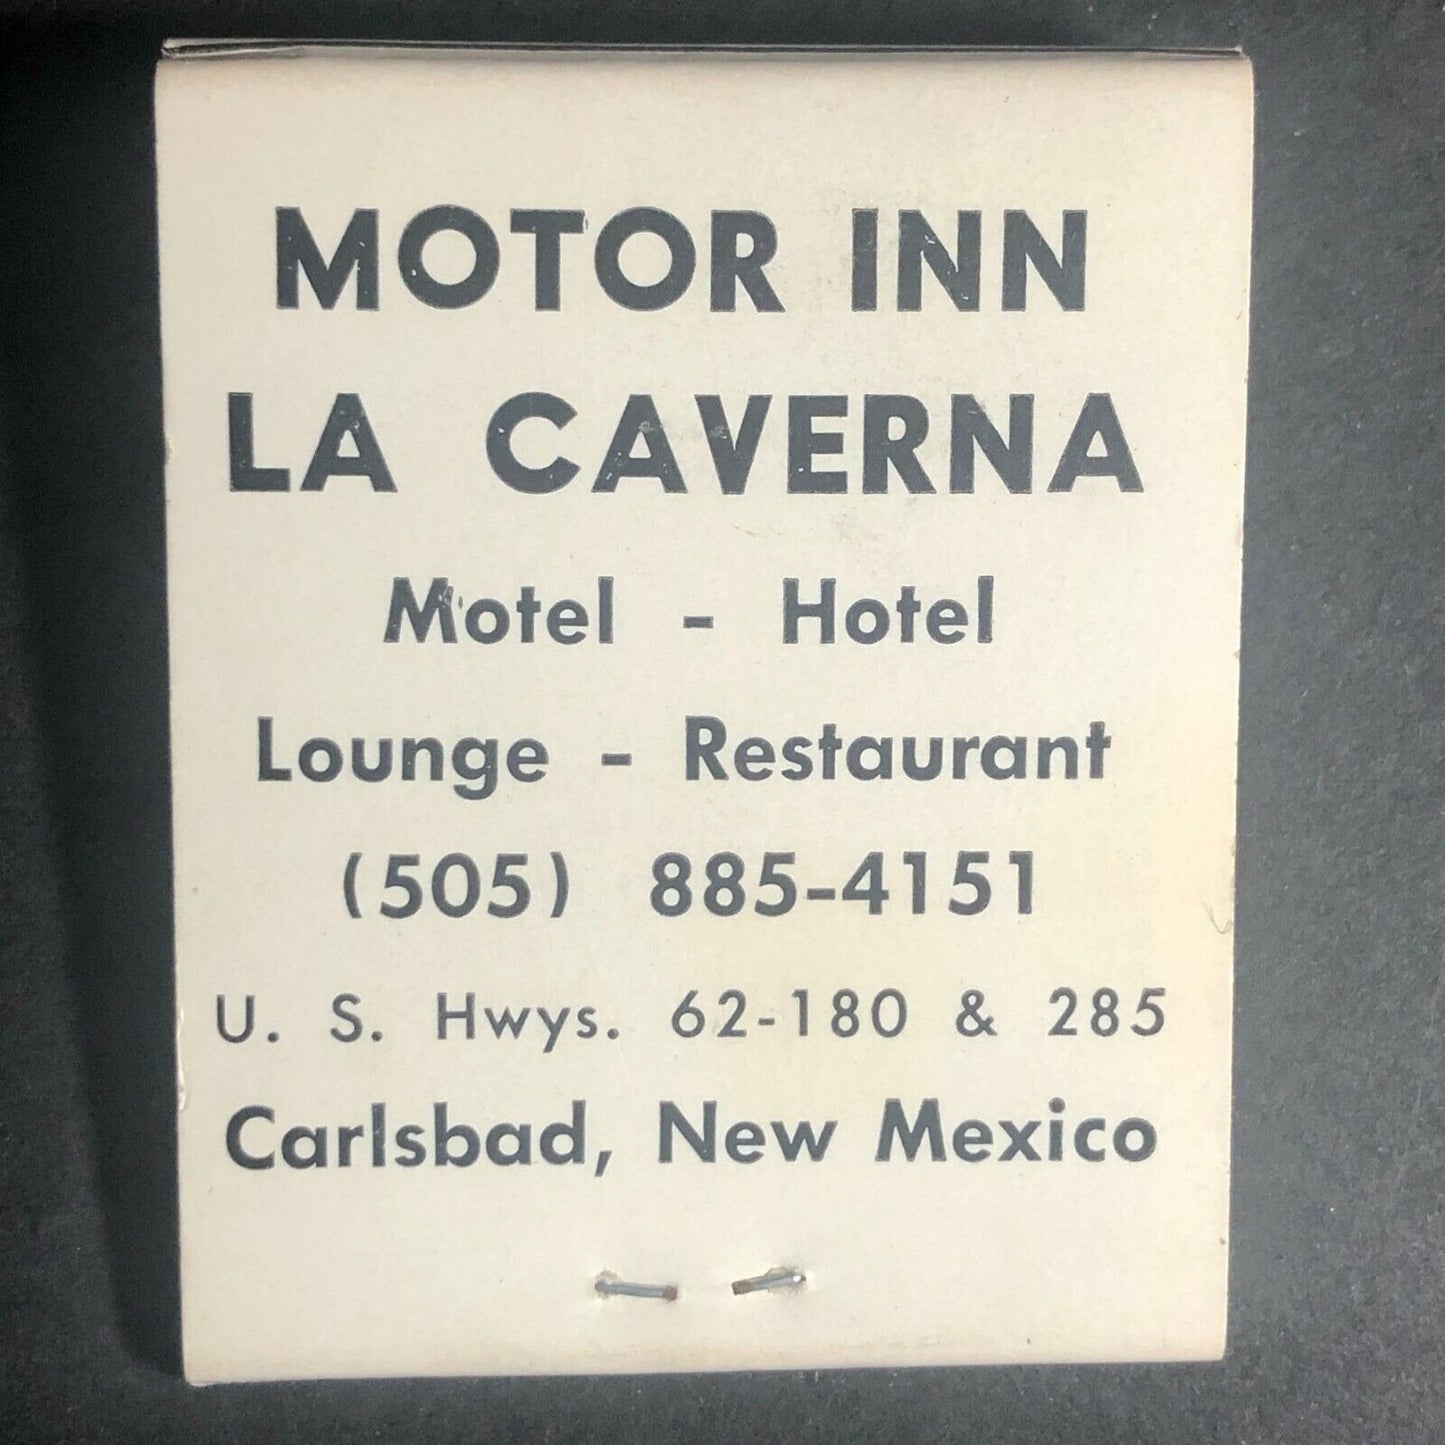 MOTOR INN
LA CAVERNA
Motel - Hotel
Lounge - Restaurant
(505) 885-4151
U. S. Hwys. 62-180 & 285
Carlsbad, New Mexico